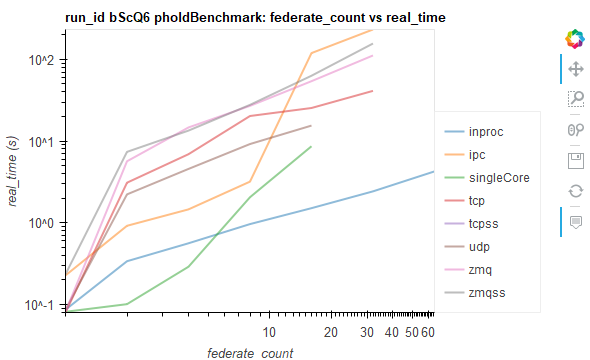 run_id bScQ6 pholdBenchmark: federate_count vs real_time
real_time (s)
10^2
10^1
10^0
10^-1
10
20
30
40
50
60
federate_count
inproc
ipc
singleCore
tcp
tcpss
udp
zmq
zmqss